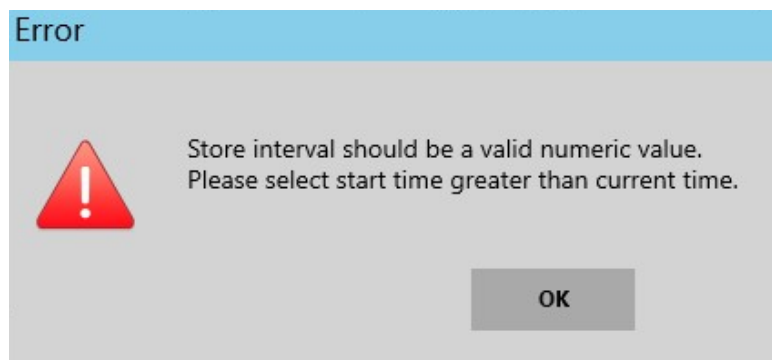 Error
Store interval should be a valid numeric value.
Please select start time greater than current time.
OK